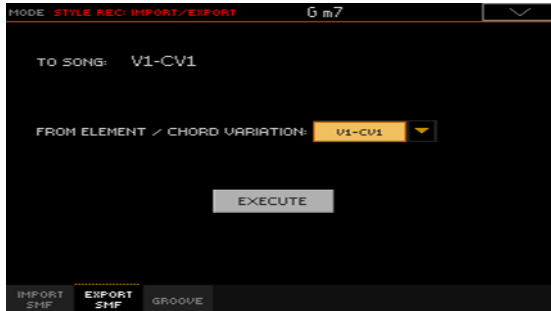 MODE STYLE REC: IMPORT/EXPORT G m7
TO SONG: V1-CV1
FROM ELEMENT / CHORD VARIATION: V1-CV1
EXECUTE
IMPORT SMF EXPORT SMF GROOVE